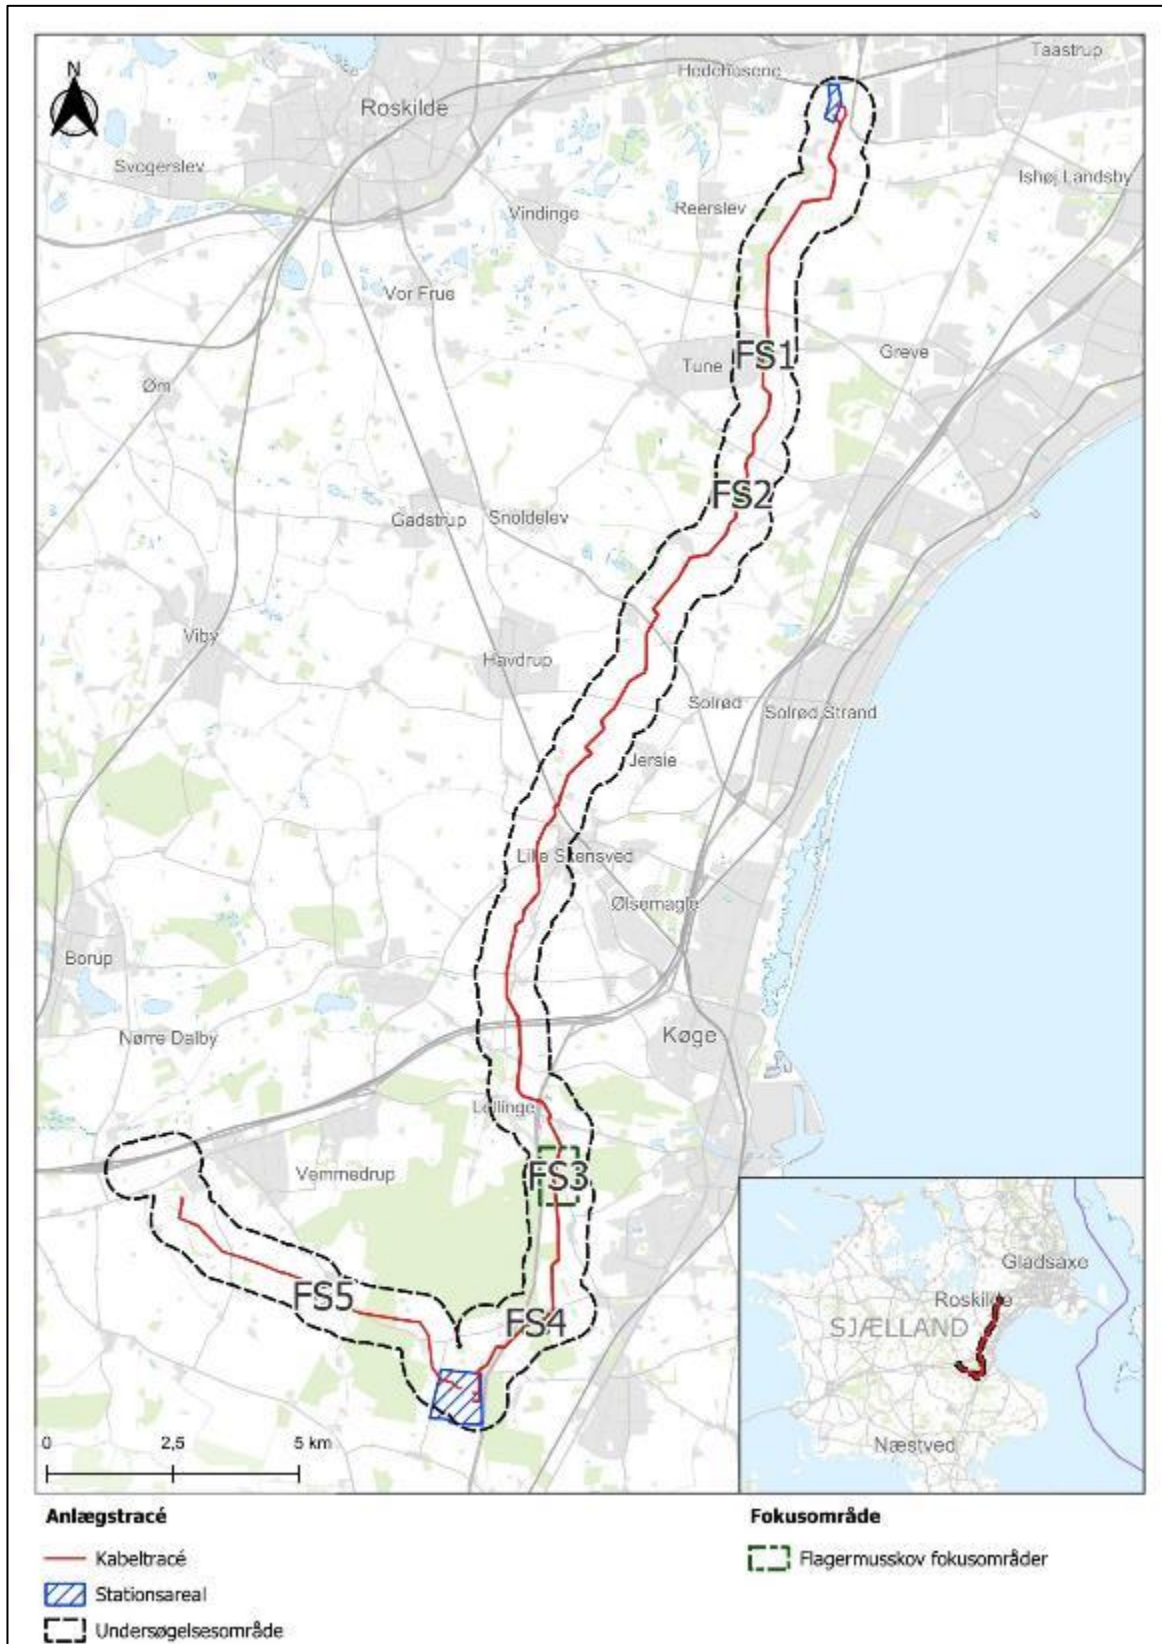 Taastrup
Hedehusene
N
Roskilde
Svogerslev
Ishøj Landsby
Vindinge
Reerslev
Vor Frue
FS1
Greve
Tune
Øm
FS2
Gadstrup
Snoldelev
Viby
Havdrup
Solrød
Solrød Strand
Jersie
Lille Skensved
Ølsemagle
Borup
Køge
Nørre Dalby
Lellinge
Vemmedrup
FS3
FS5
FS4
Gladsaxe
Roskilde
SJÆLLAND
Næstved
0 2,5 5 km
Anlægstracé
Kabeltracé
Stationsareal
Undersøgelsesområde
Fokusområde
Flagermusskov fokusområder